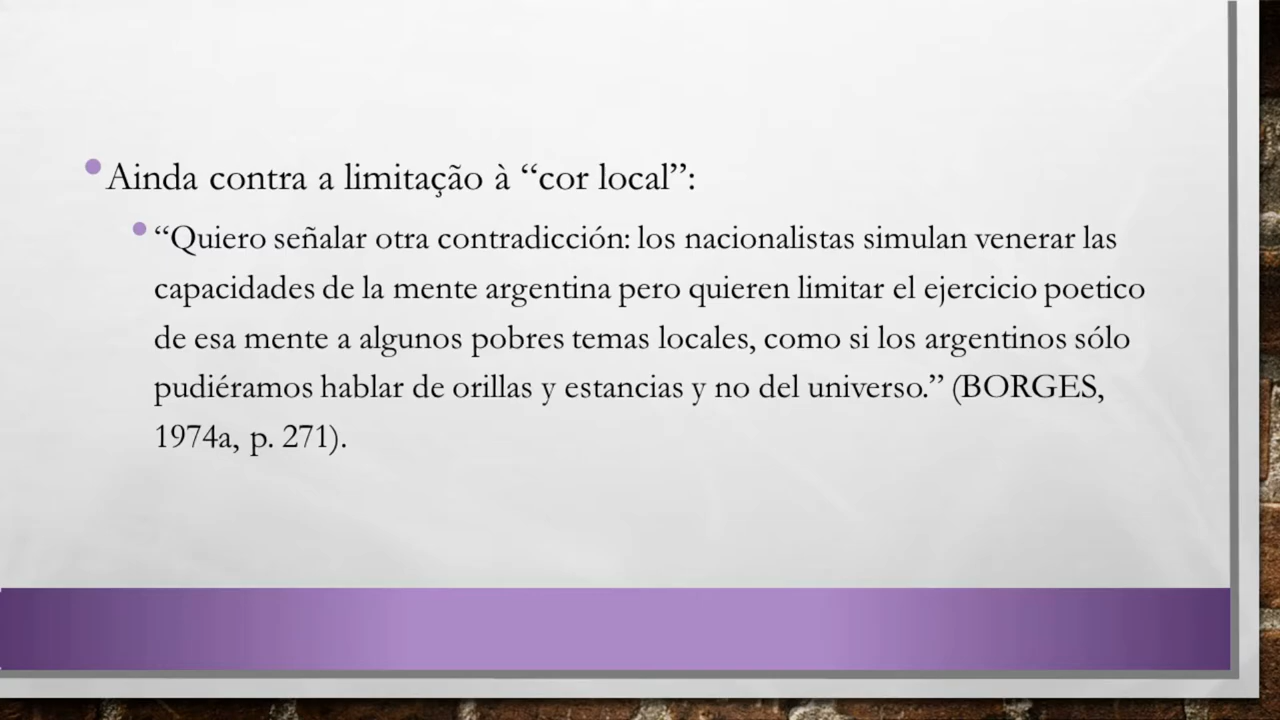 Ainda contra a limitação à “cor local”:
“Quiero señalar otra contradicción: los nacionalistas simulan venerar las
capacidades de la mente argentina pero quieren limitar el ejercicio poetico
de esa mente a algunos pobres temas locales, como si los argentinos sólo
pudiéramos hablar de orillas y estancias y no del universo.” (BORGES,
1974a, p. 271).